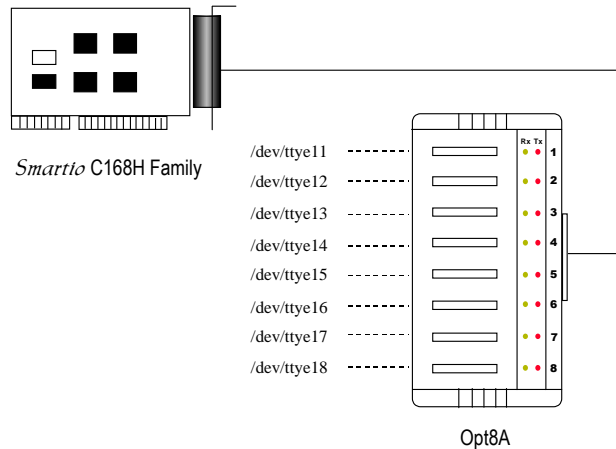 Smartio C168H Family
Rx Tx
/dev/ttye11 1
/dev/ttye12 2
/dev/ttye13 3
/dev/ttye14 4
/dev/ttye15 5
/dev/ttye16 6
/dev/ttye17 7
/dev/ttye18 8
Opt8A